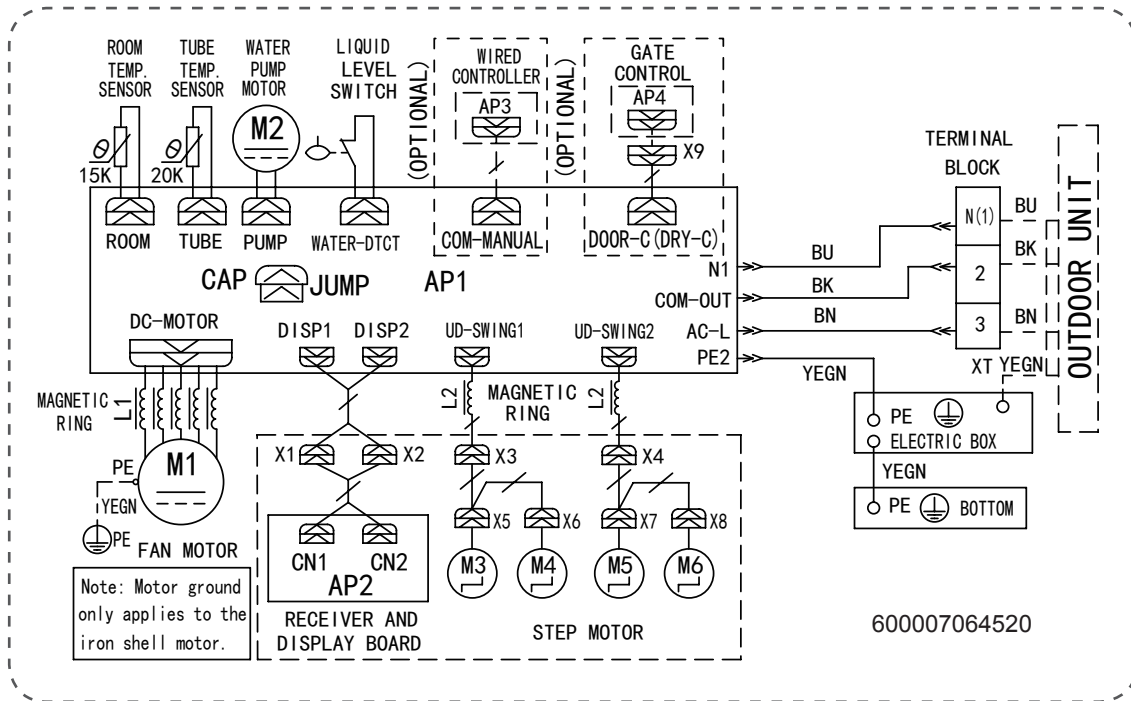 ROOM
TEMP.
SENSOR
TUBE
TEMP.
SENSOR
WATER
PUMP
MOTOR
LIQUID
LEVEL
SWITCH
(OPTIONAL)
WIRED
CONTROLLER
AP3
(OPTIONAL)
GATE
CONTROL
AP4
X9
θ
15K
θ
20K
M2
ROOM
TUBE
PUMP
WATER-DTCT
COM-MANUAL
DOOR-C(DRY-C)
CAP
JUMP
AP1
N1
COM-OUT
AC-L
PE2
BU
BK
BN
YEGN
TERMINAL
BLOCK
N(1)
2
3
XT
BU
BK
BN
YEGN
OUTDOOR UNIT
DC-MOTOR
DISP1
DISP2
UD-SWING1
UD-SWING2
MAGNETIC
RING
L1
L2
MAGNETIC
RING
L2
PE
ELECTRIC BOX
YEGN
PE
BOTTOM
M1
PE
YEGN
PE
FAN MOTOR
X1
X2
X3
X4
X5
X6
X7
X8
CN1
CN2
AP2
M3
M4
M5
M6
RECEIVER AND
DISPLAY BOARD
STEP MOTOR
Note: Motor ground
only applies to the
iron shell motor.
600007064520